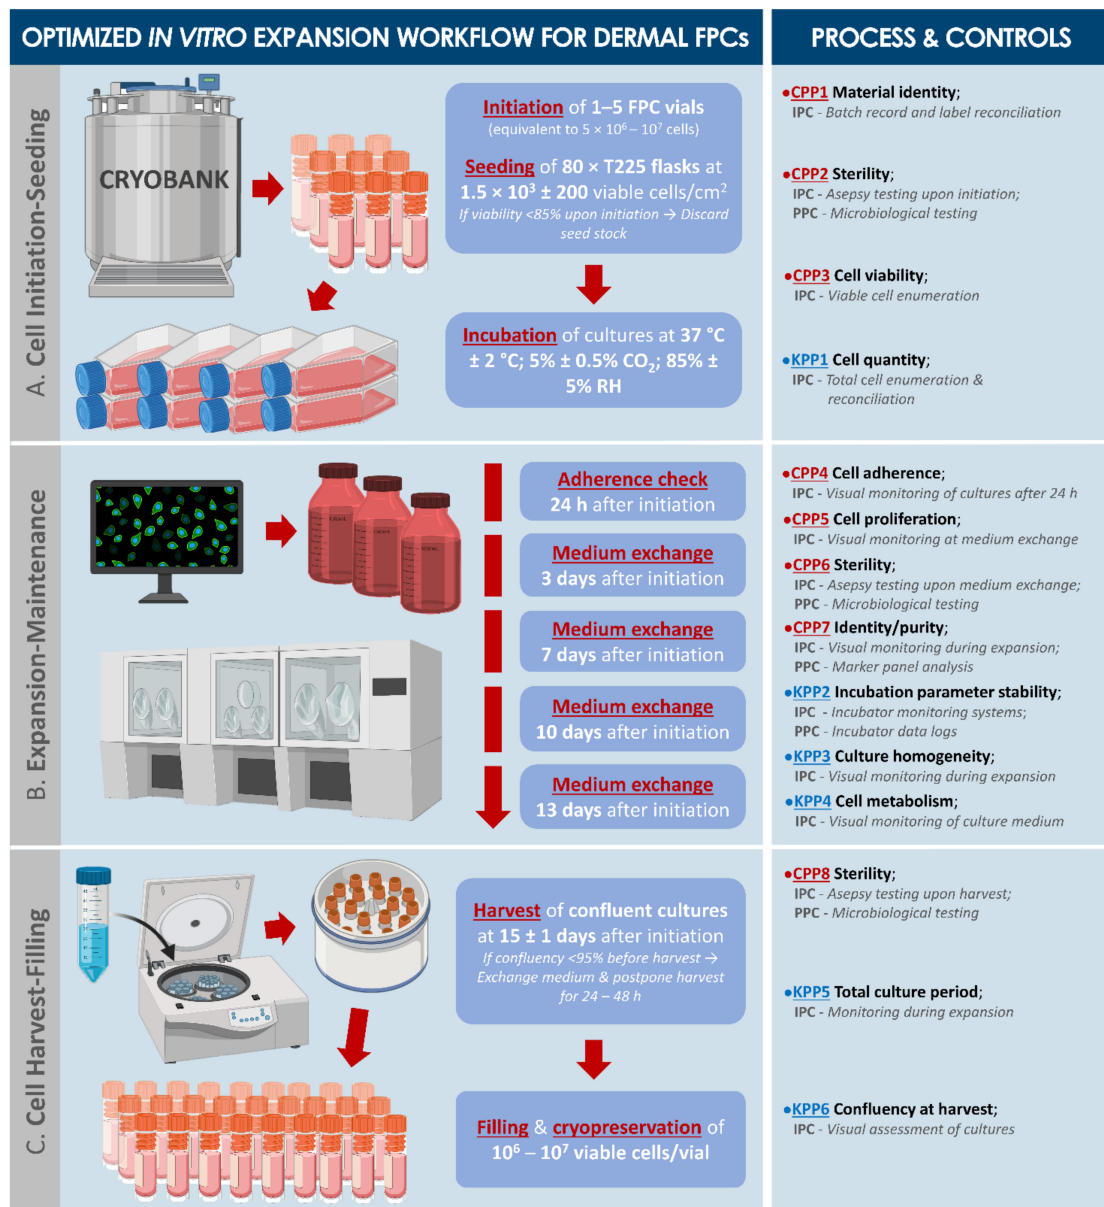 OPTIMIZED IN VITRO EXPANSION WORKFLOW FOR DERMAL FPCs
PROCESS & CONTROLS
A. Cell Initiation-Seeding
CRYOBANK
Initiation of 1–5 FPC vials
(equivalent to 5 × 10⁶ – 10⁷ cells)
Seeding of 80 × T225 flasks at
1.5 × 10³ ± 200 viable cells/cm²
If viability <85% upon initiation → Discard
seed stock
Incubation of cultures at 37 °C
± 2 °C; 5% ± 0.5% CO₂; 85% ±
5% RH
•CPP1 Material identity;
IPC - Batch record and label reconciliation
•CPP2 Sterility;
IPC - Asepsy testing upon initiation;
PPC - Microbiological testing
•CPP3 Cell viability;
IPC - Viable cell enumeration
•KPP1 Cell quantity;
IPC - Total cell enumeration &
reconciliation
B. Expansion-Maintenance
Adherence check
24 h after initiation
Medium exchange
3 days after initiation
Medium exchange
7 days after initiation
Medium exchange
10 days after initiation
Medium exchange
13 days after initiation
•CPP4 Cell adherence;
IPC - Visual monitoring of cultures after 24 h
•CPP5 Cell proliferation;
IPC - Visual monitoring at medium exchange
•CPP6 Sterility;
IPC - Asepsy testing upon medium exchange;
PPC - Microbiological testing
•CPP7 Identity/purity;
IPC - Visual monitoring during expansion;
PPC - Marker panel analysis
•KPP2 Incubation parameter stability;
IPC - Incubator monitoring systems;
PPC - Incubator data logs
•KPP3 Culture homogeneity;
IPC - Visual monitoring during expansion
•KPP4 Cell metabolism;
IPC - Visual monitoring of culture medium
C. Cell Harvest-Filling
Harvest of confluent cultures
at 15 ± 1 days after initiation
If confluency <95% before harvest →
Exchange medium & postpone harvest
for 24 – 48 h
Filling & cryopreservation of
10⁶ – 10⁷ viable cells/vial
•CPP8 Sterility;
IPC - Asepsy testing upon harvest;
PPC - Microbiological testing
•KPP5 Total culture period;
IPC - Monitoring during expansion
•KPP6 Confluency at harvest;
IPC - Visual assessment of cultures